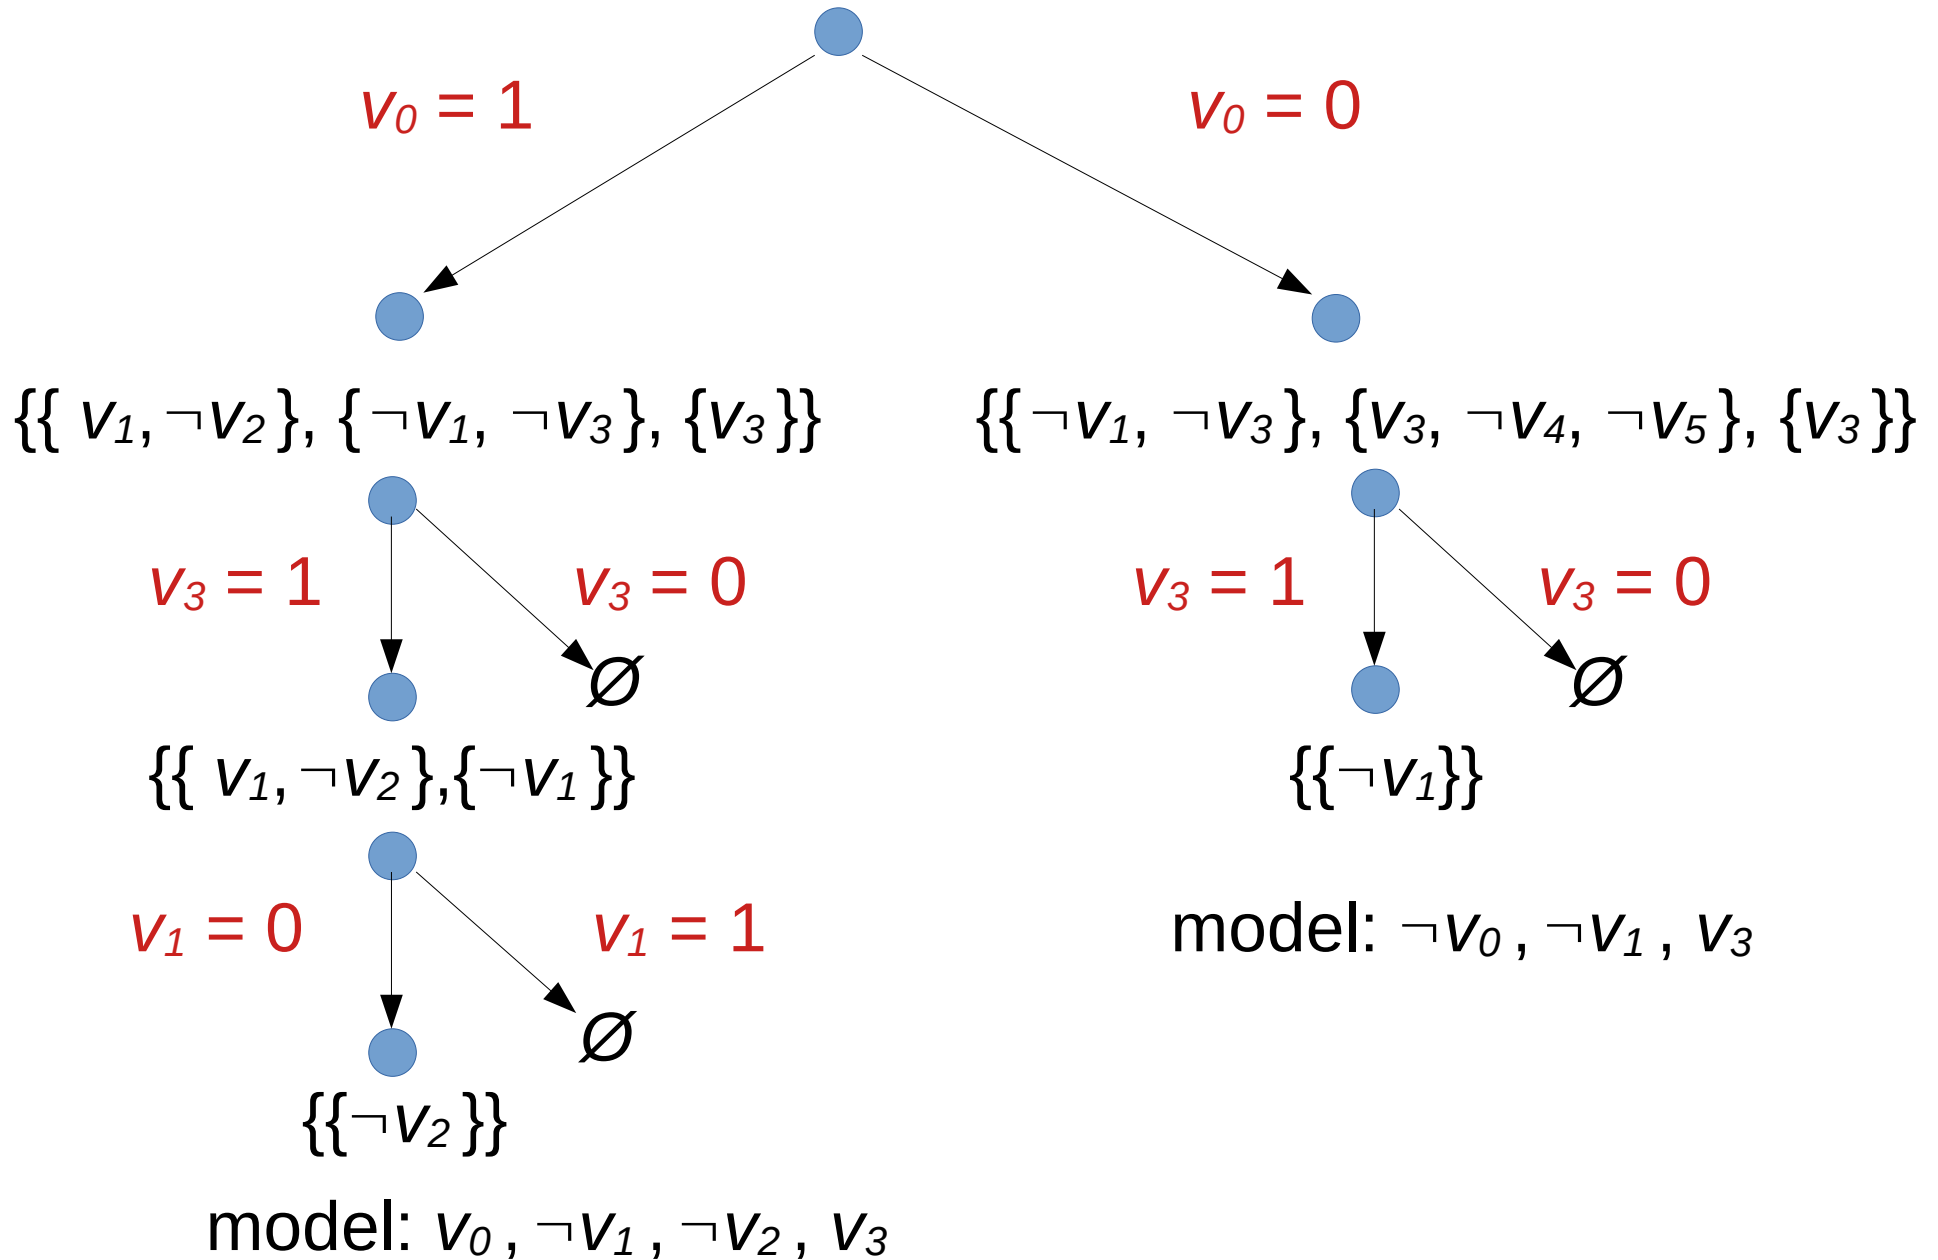 v₀ = 1 v₀ = 0
{{ v₁, ¬v₂ }, {¬v₁, ¬v₃ }, {v₃ }} {{¬v₁, ¬v₃ }, {v₃, ¬v₄, ¬v₅ }, {v₃ }}
v₃ = 1 v₃ = 0 v₃ = 1 v₃ = 0
Ø Ø
{{ v₁, ¬v₂ },{¬v₁ }} {{¬v₁}}
v₁ = 0 v₁ = 1 model: ¬v₀ , ¬v₁ , v₃
Ø
{{¬v₂ }}
model: v₀ , ¬v₁ , ¬v₂ , v₃